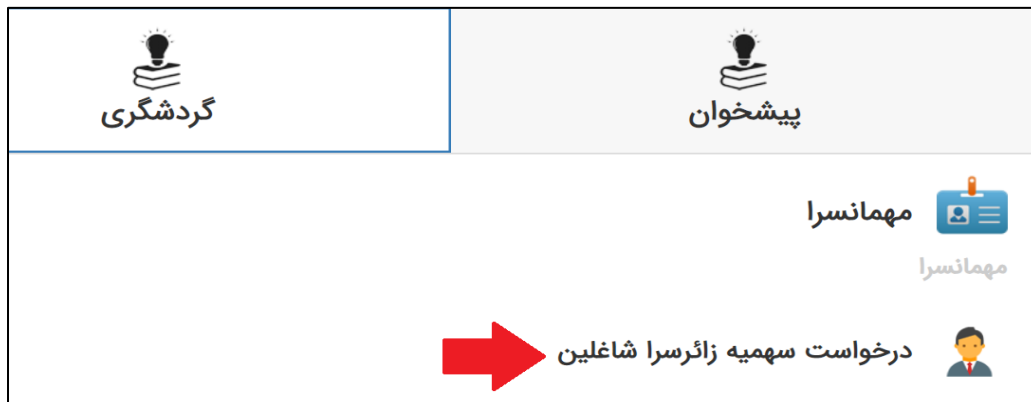 پیشخوان
گردشگری
مهمانسرا
مهمانسرا
درخواست سهمیه زائرسرا شاغلین